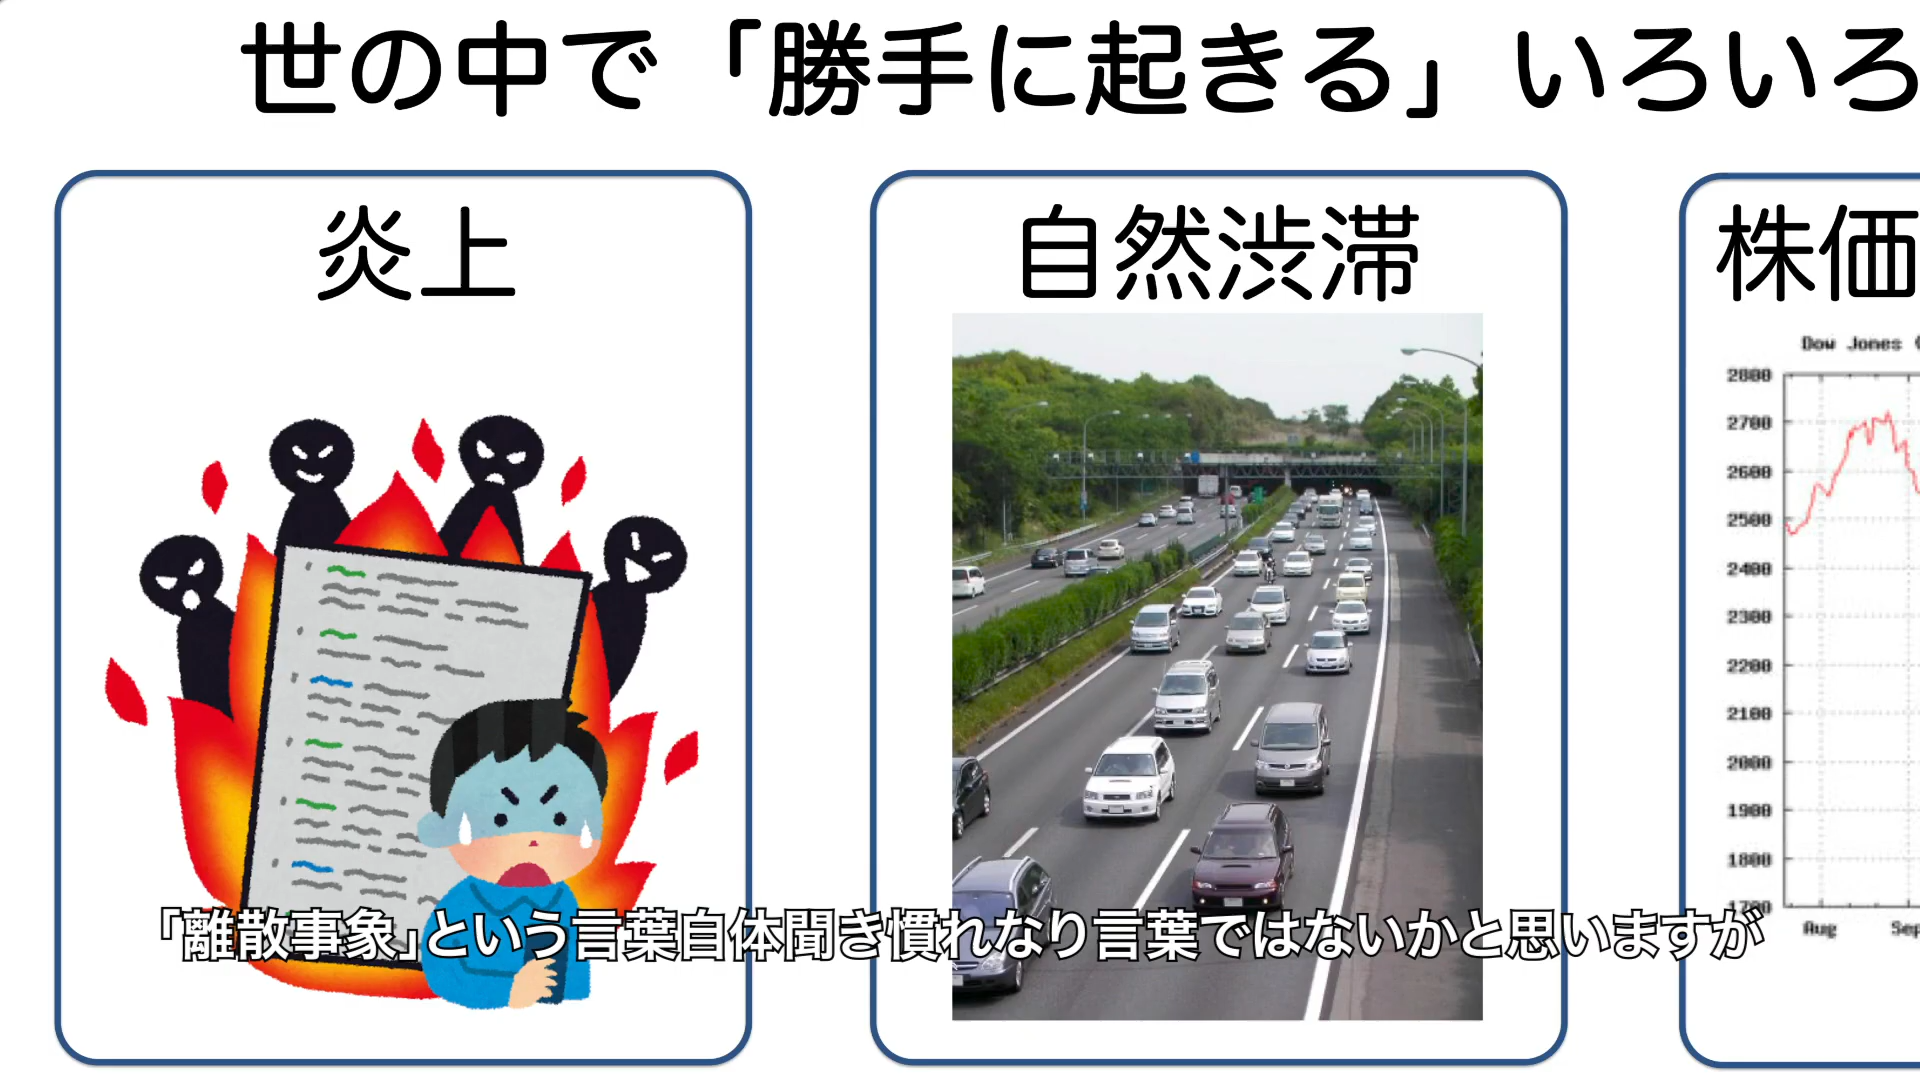 世の中で「勝手に起きる」いろいろ
炎上
自然渋滞
株価
Dow Jones
2800
2700
2600
2500
2400
2300
2200
2100
2000
1900
1800
1700
Aug
Sep
「離散事象」という言葉自体聞き慣れなり言葉ではないかと思いますが